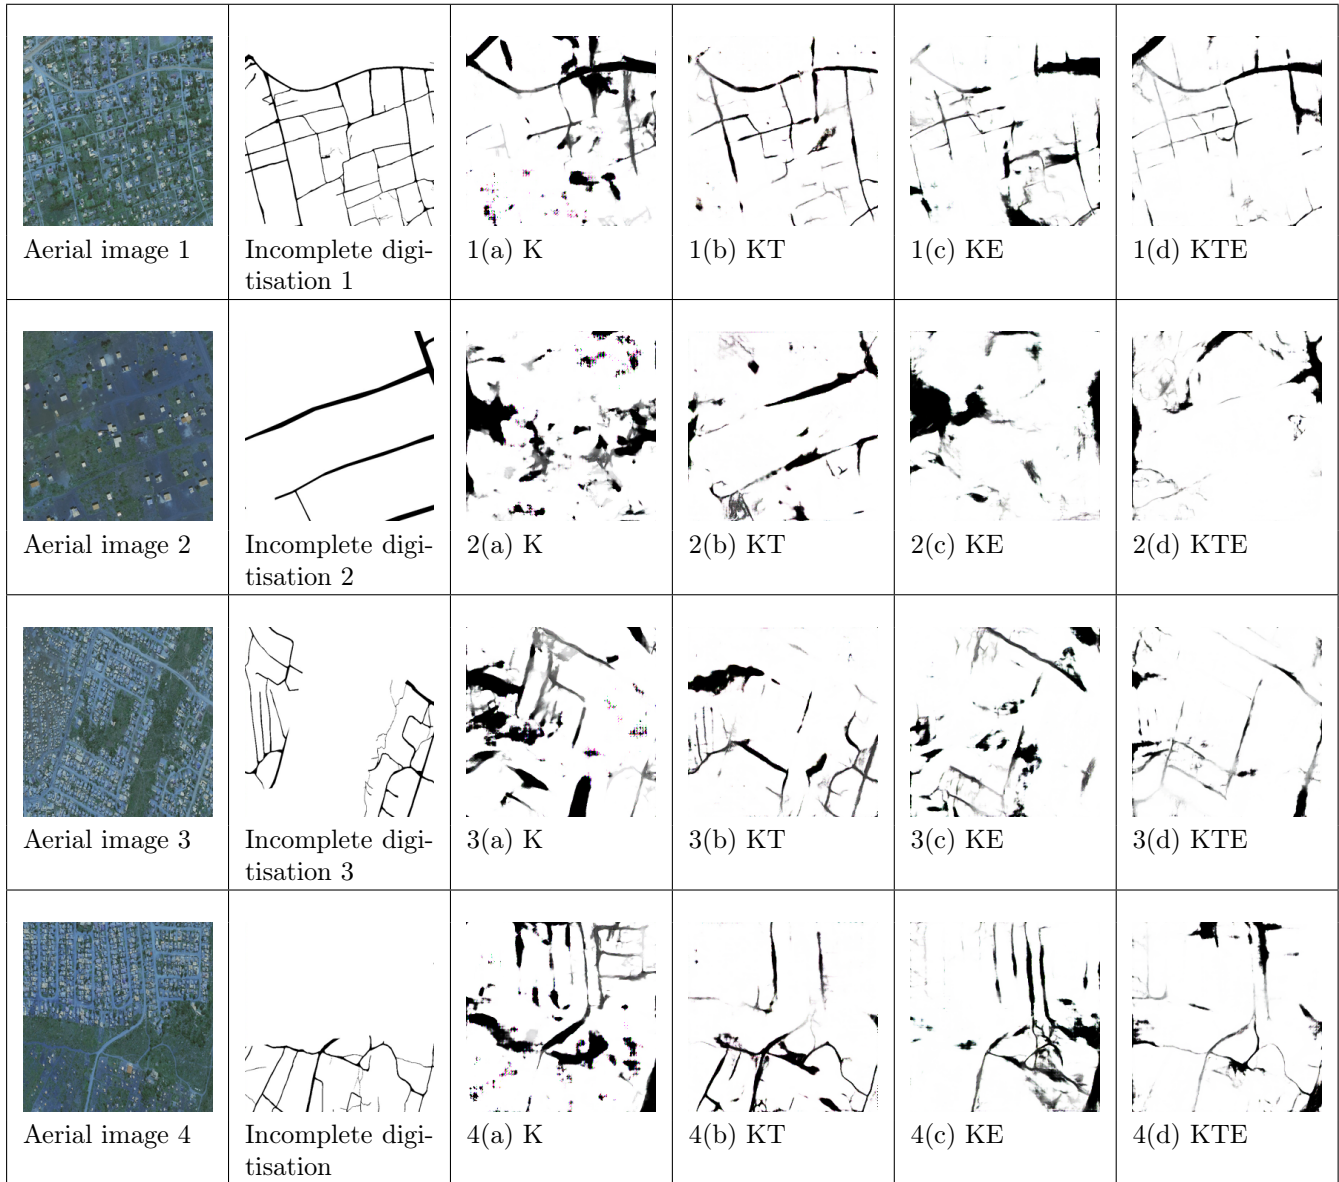 Aerial image 1
Incomplete digi-
tisation 1
1(a) K
1(b) KT
1(c) KE
1(d) KTE
Aerial image 2
Incomplete digi-
tisation 2
2(a) K
2(b) KT
2(c) KE
2(d) KTE
Aerial image 3
Incomplete digi-
tisation 3
3(a) K
3(b) KT
3(c) KE
3(d) KTE
Aerial image 4
Incomplete digi-
tisation
4(a) K
4(b) KT
4(c) KE
4(d) KTE